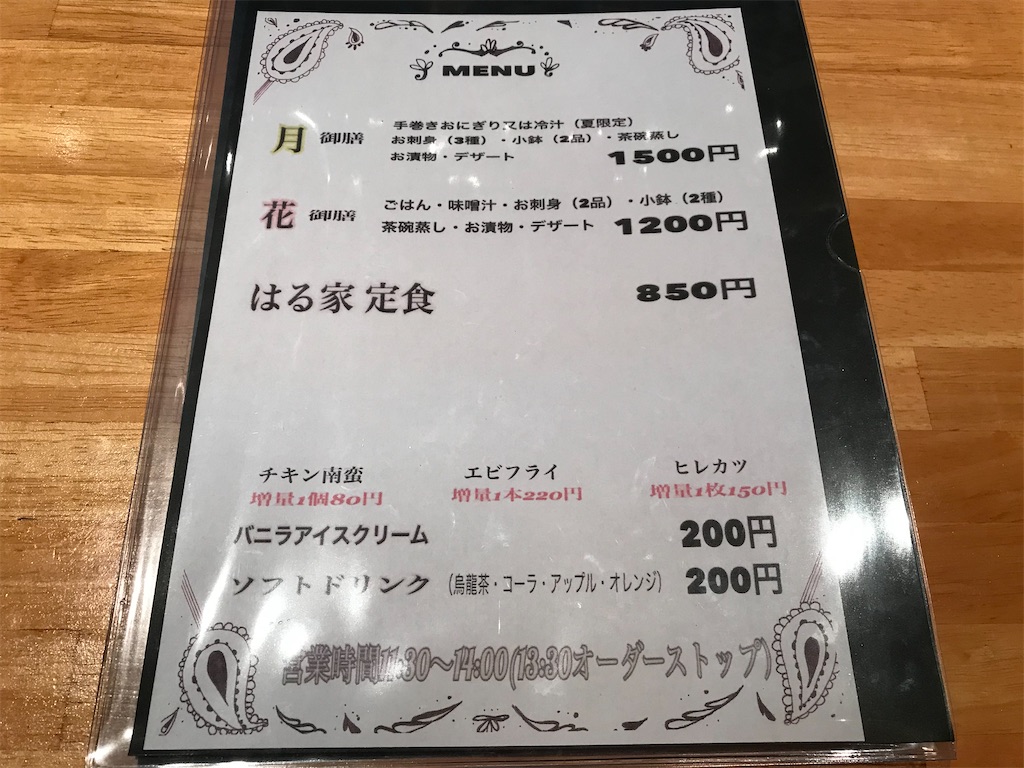 MENU
月 御膳
手巻きおにぎり又は冷汁（夏限定）
お刺身（3種）・小鉢（2品）・茶碗蒸し
お漬物・デザート 1500円
花 御膳
ごはん・味噌汁・お刺身（2品）・小鉢（2種）
茶碗蒸し・お漬物・デザート 1200円
はる家 定食 850円
チキン南蛮 エビフライ ヒレカツ
増量1個80円 増量1本220円 増量1枚150円
バニラアイスクリーム 200円
ソフトドリンク（烏龍茶・コーラ・アップル・オレンジ） 200円
営業時間11:30〜14:00(13:30オーダーストップ)